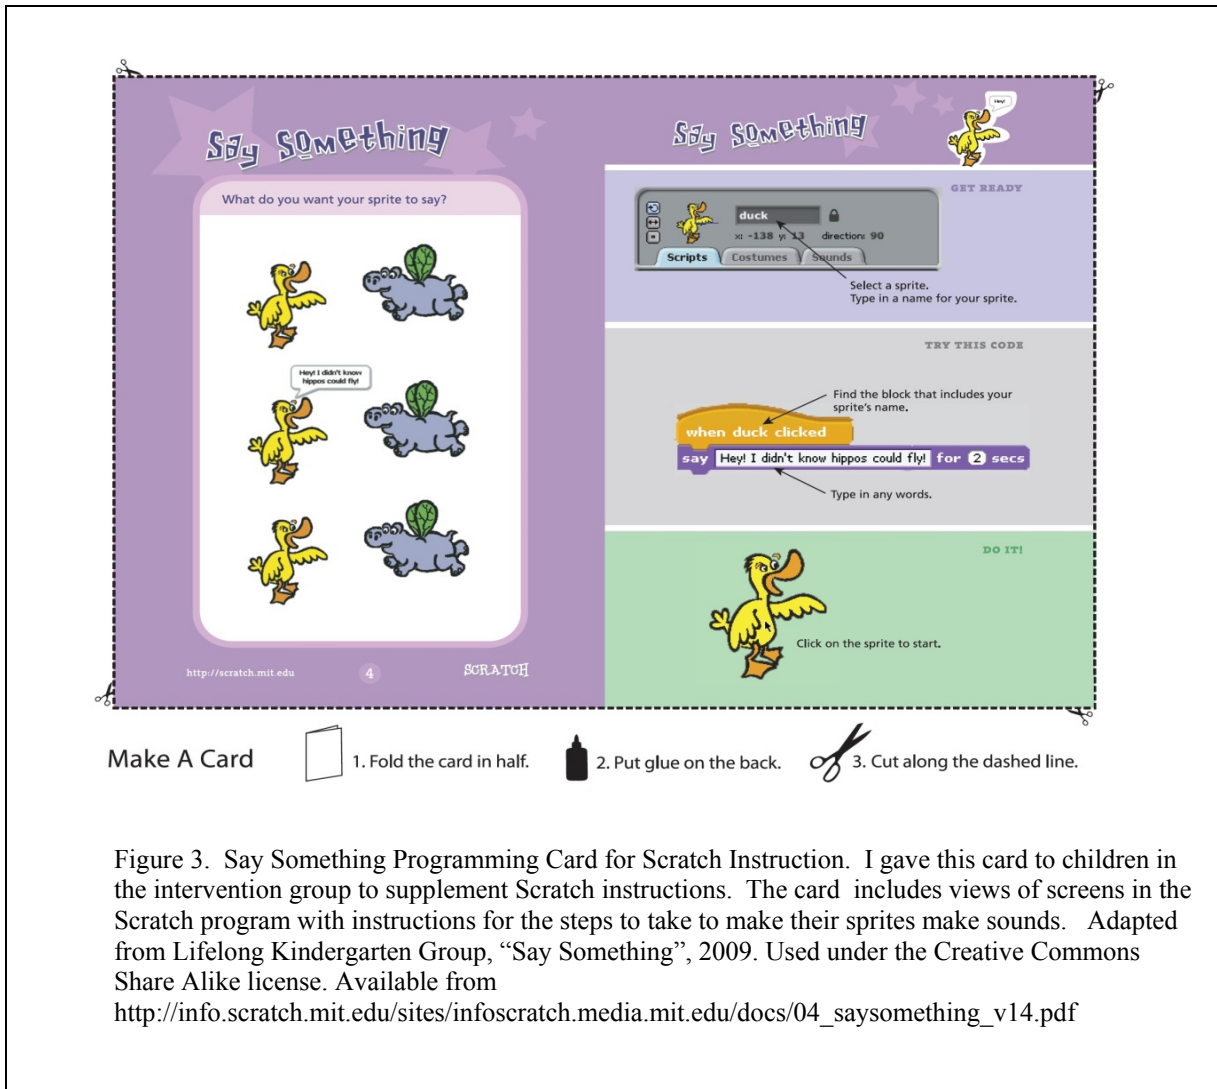 Say Something
What do you want your sprite to say?
Hey! I didn't know
hippos could fly!
http://scratch.mit.edu
4
SCRATCH
Say Something
Hey!
GET READY
duck
x: -138 y: 13 direction: 90
Scripts Costumes Sounds
Select a sprite.
Type in a name for your sprite.
TRY THIS CODE
Find the block that includes your
sprite's name.
when duck clicked
say Hey! I didn't know hippos could fly! for 2 secs
Type in any words.
DO IT!
Click on the sprite to start.
Make A Card
1. Fold the card in half.
2. Put glue on the back.
3. Cut along the dashed line.
Figure 3. Say Something Programming Card for Scratch Instruction. I gave this card to children in
the intervention group to supplement Scratch instructions. The card includes views of screens in the
Scratch program with instructions for the steps to take to make their sprites make sounds. Adapted
from Lifelong Kindergarten Group, “Say Something”, 2009. Used under the Creative Commons
Share Alike license. Available from
http://info.scratch.mit.edu/sites/infoscratch.media.mit.edu/docs/04_saysomething_v14.pdf